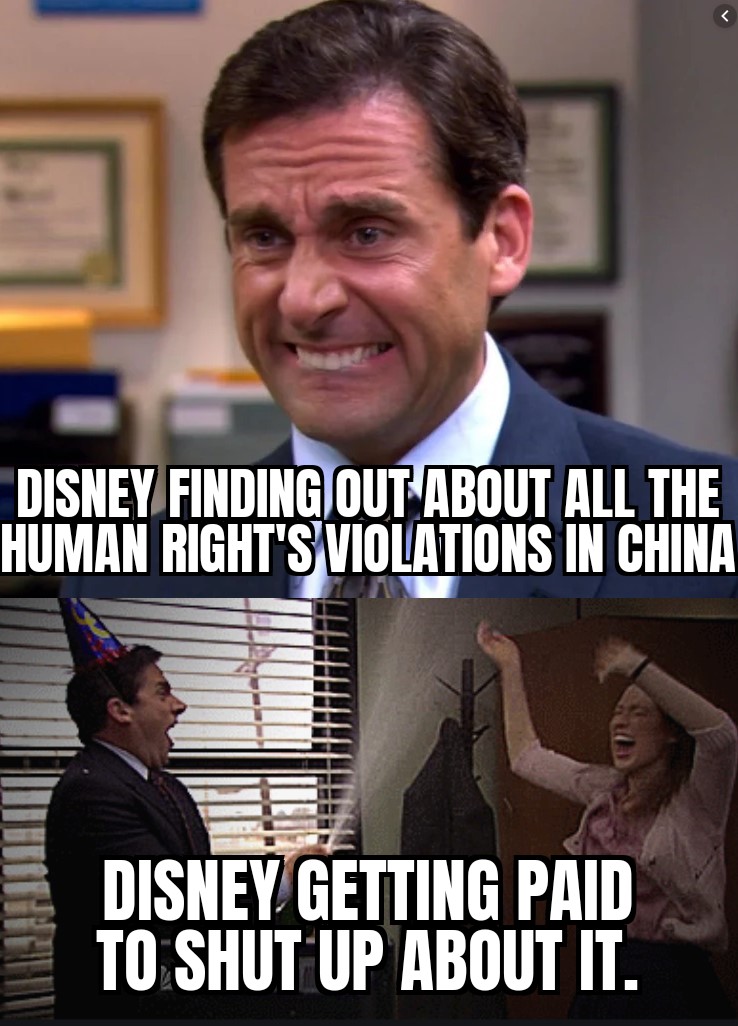 DISNEY FINDING OUT ABOUT ALL THE
HUMAN RIGHT'S VIOLATIONS IN CHINA
DISNEY GETTING PAID
TO SHUT UP ABOUT IT.